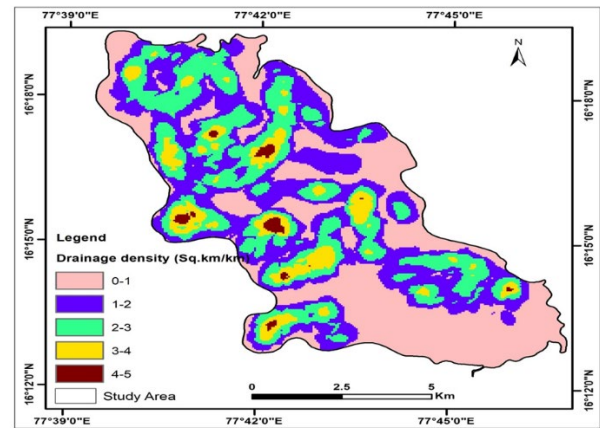 77°39'0"E 77°42'0"E 77°45'0"E
N
16°18'0"N 16°18'0"N
16°15'0"N 16°15'0"N
Legend
Drainage density (Sq.km/km)
0-1
1-2
2-3
3-4
4-5
Study Area
0 2.5 5
Km
16°12'0"N 16°12'0"N
77°39'0"E 77°42'0"E 77°45'0"E